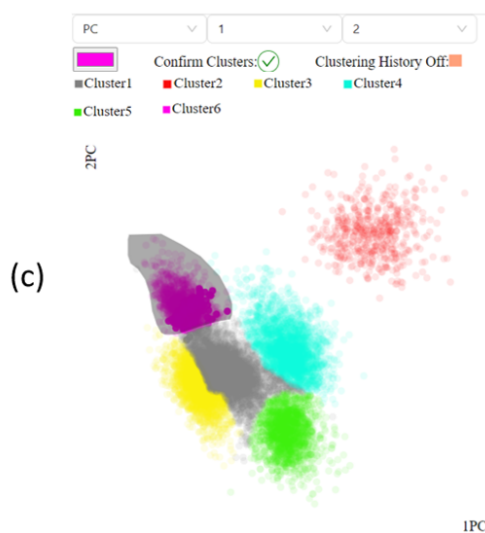 PC 1 2
Confirm Clusters: Clustering History Off:
Cluster1 Cluster2 Cluster3 Cluster4
Cluster5 Cluster6
2PC
(c)
1PC